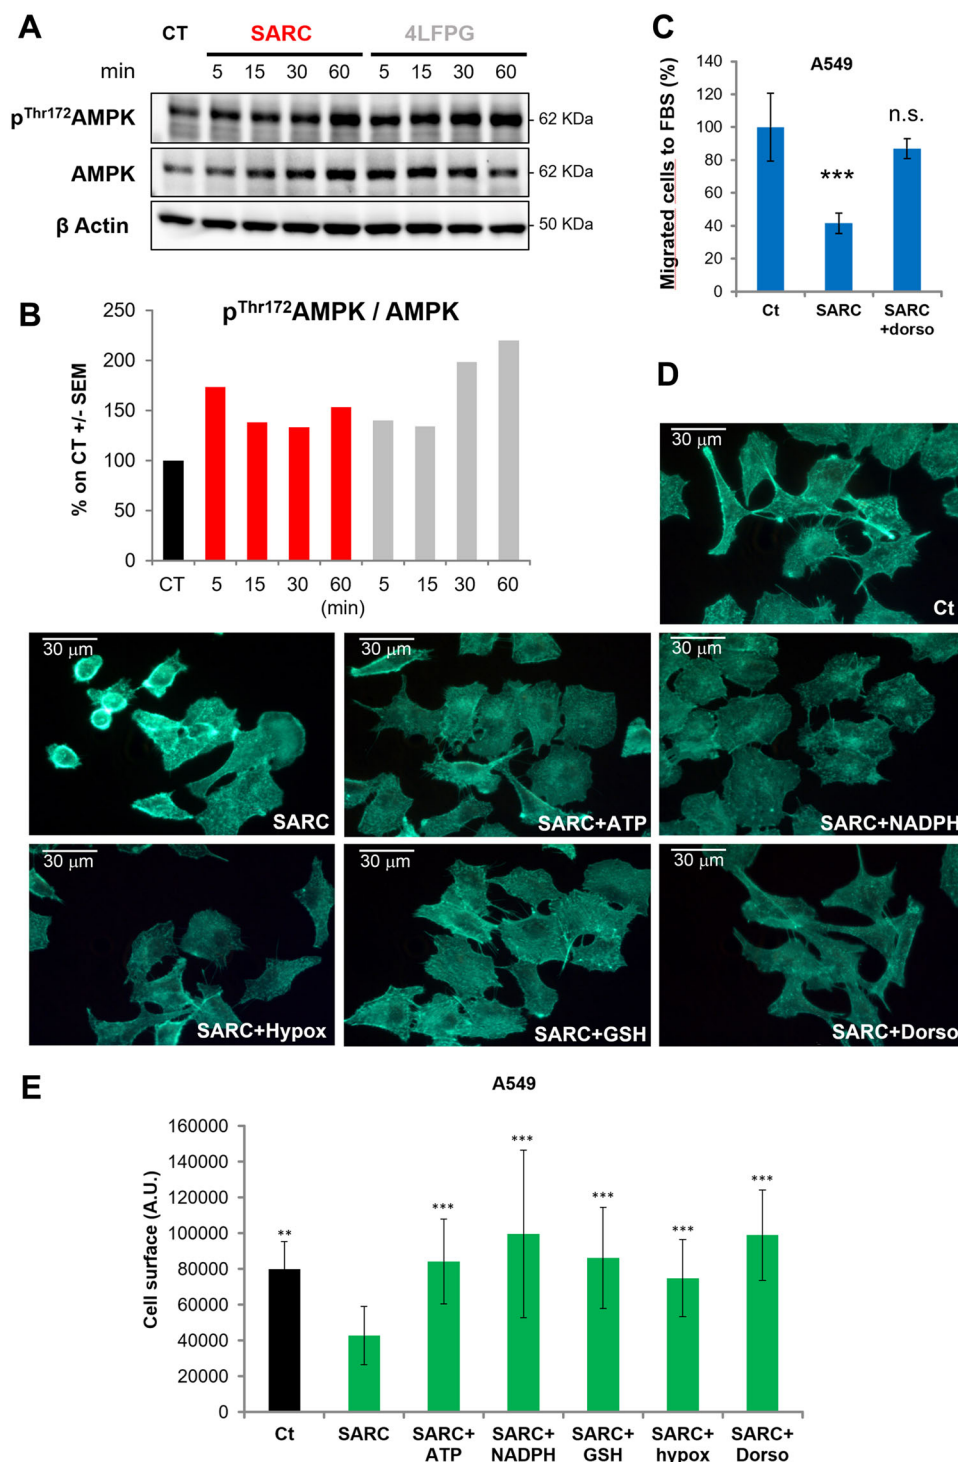 A
CT SARC 4LFPG
min 5 15 30 60 5 15 30 60
pThr172AMPK
62 KDa
AMPK
62 KDa
β Actin
50 KDa
B
pThr172AMPK / AMPK
% on CT +/- SEM
250
200
150
100
50
0
CT 5 15 30 60 5 15 30 60
(min)
C
A549
Migrated cells to FBS (%)
140
120
100
80
60
40
20
0
***
n.s.
Ct SARC SARC
+dorso
D
30 μm
Ct
30 μm
SARC
30 μm
SARC+ATP
30 μm
SARC+NADPH
30 μm
SARC+Hypox
30 μm
SARC+GSH
30 μm
SARC+Dorso
E
A549
Cell surface (A.U.)
160000
140000
120000
100000
80000
60000
40000
20000
0
** *** *** *** *** ***
Ct SARC SARC+ SARC+ SARC+ SARC+ SARC+
ATP NADPH GSH hypox Dorso